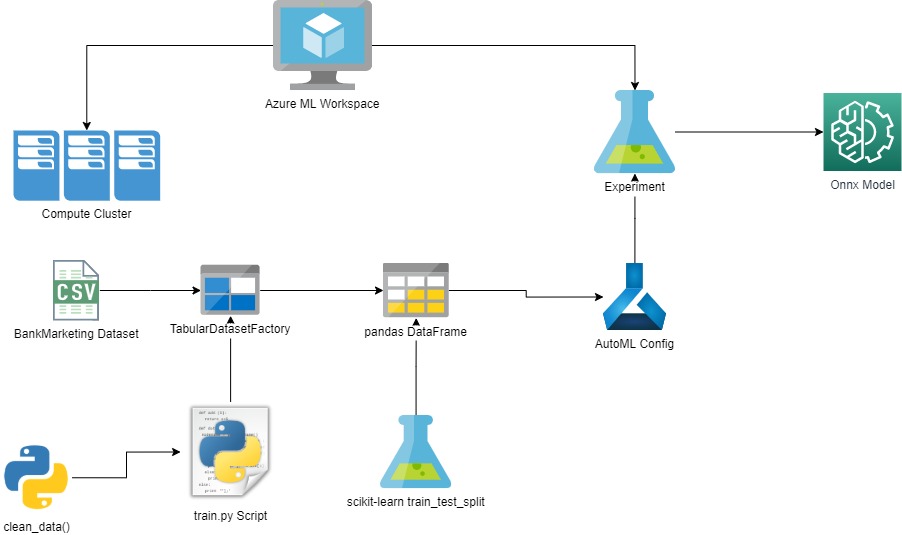 Azure ML Workspace
Compute Cluster
Experiment
Onnx Model
CSV
BankMarketing Dataset
TabularDatasetFactory
pandas DataFrame
AutoML Config
clean_data()
train.py Script
scikit-learn train_test_split